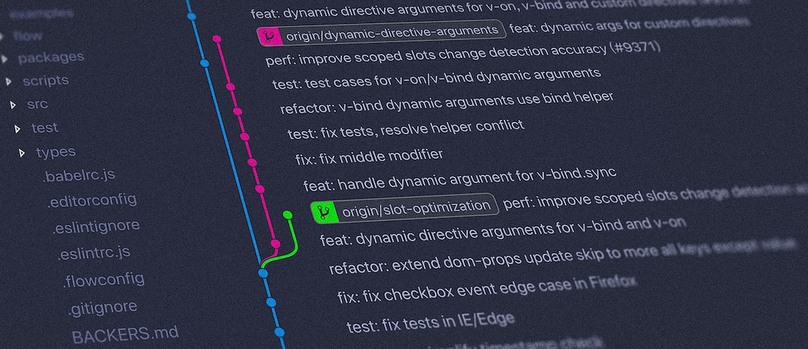 examples
flow
packages
scripts
src
test
types
.babelrc.js
.editorconfig
.eslintignore
.eslintrc.js
.flowconfig
.gitignore
BACKERS.md
feat: dynamic directive arguments for v-on, v-bind and custom directives
origin/dynamic-directive-arguments feat: dynamic args for custom directives
perf: improve scoped slots change detection accuracy (#9371)
test: test cases for v-on/v-bind dynamic arguments
refactor: v-bind dynamic arguments use bind helper
test: fix tests, resolve helper conflict
fix: fix middle modifier
feat: handle dynamic argument for v-bind.sync
origin/slot-optimization perf: improve scoped slots change detection
feat: dynamic directive arguments for v-bind and v-on
refactor: extend dom-props update skip to more all keys except value
fix: fix checkbox event edge case in Firefox
test: fix tests in IE/Edge
timestamp check